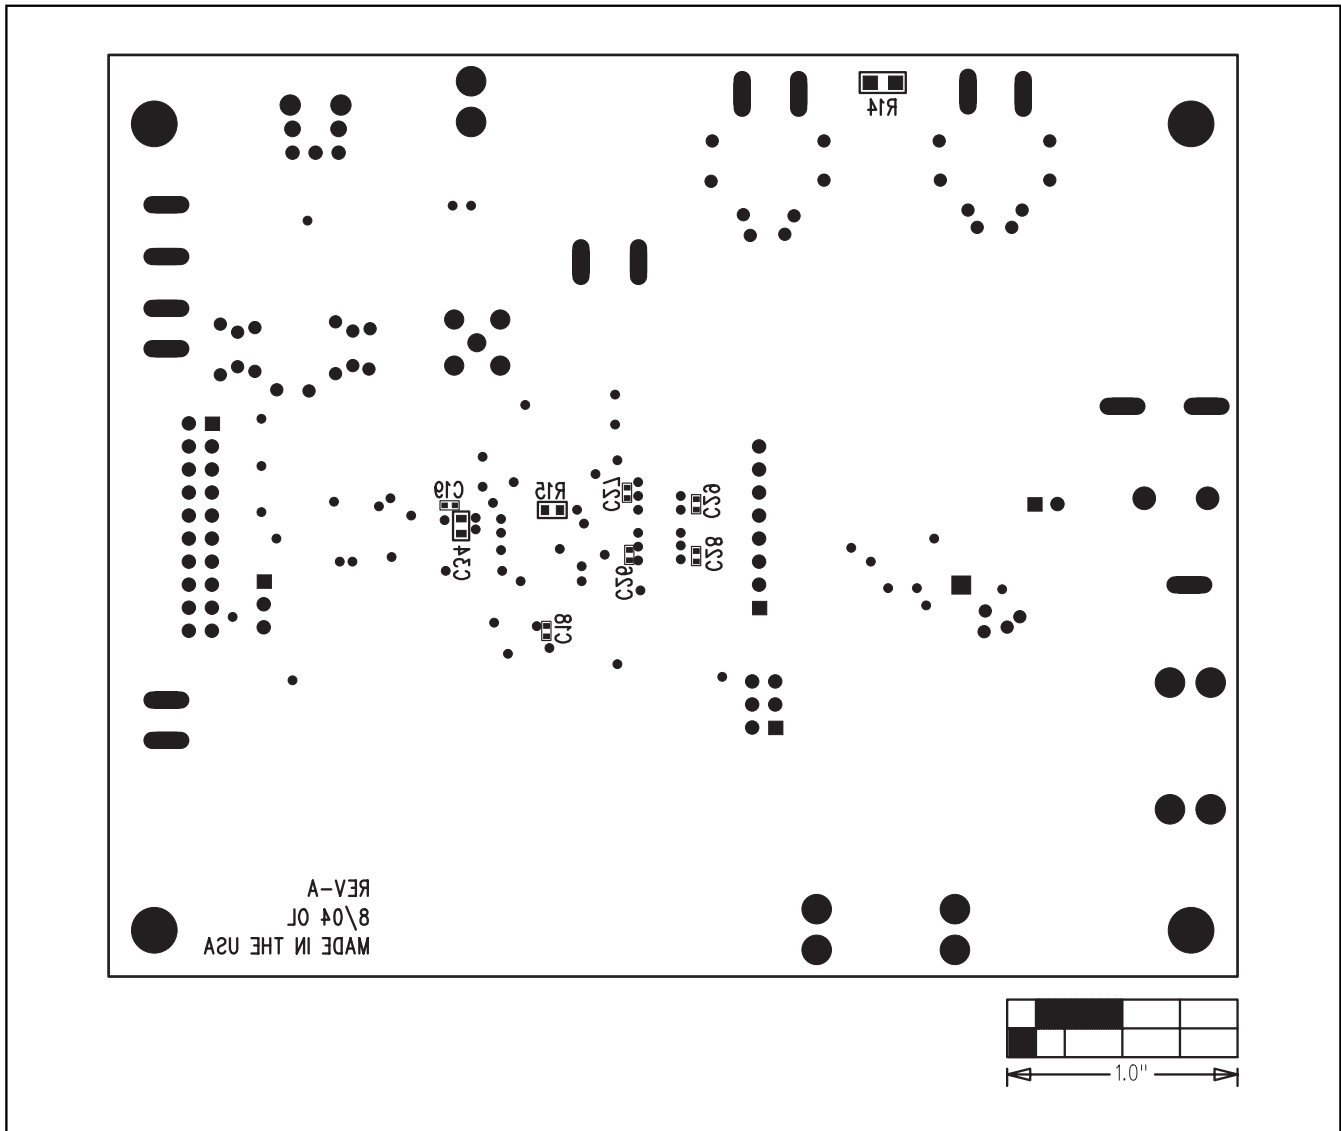 R14
C19
R15
C27
C29
C34
C26
C28
C18
REV-A
8/04 OL
MADE IN THE USA
1.0"